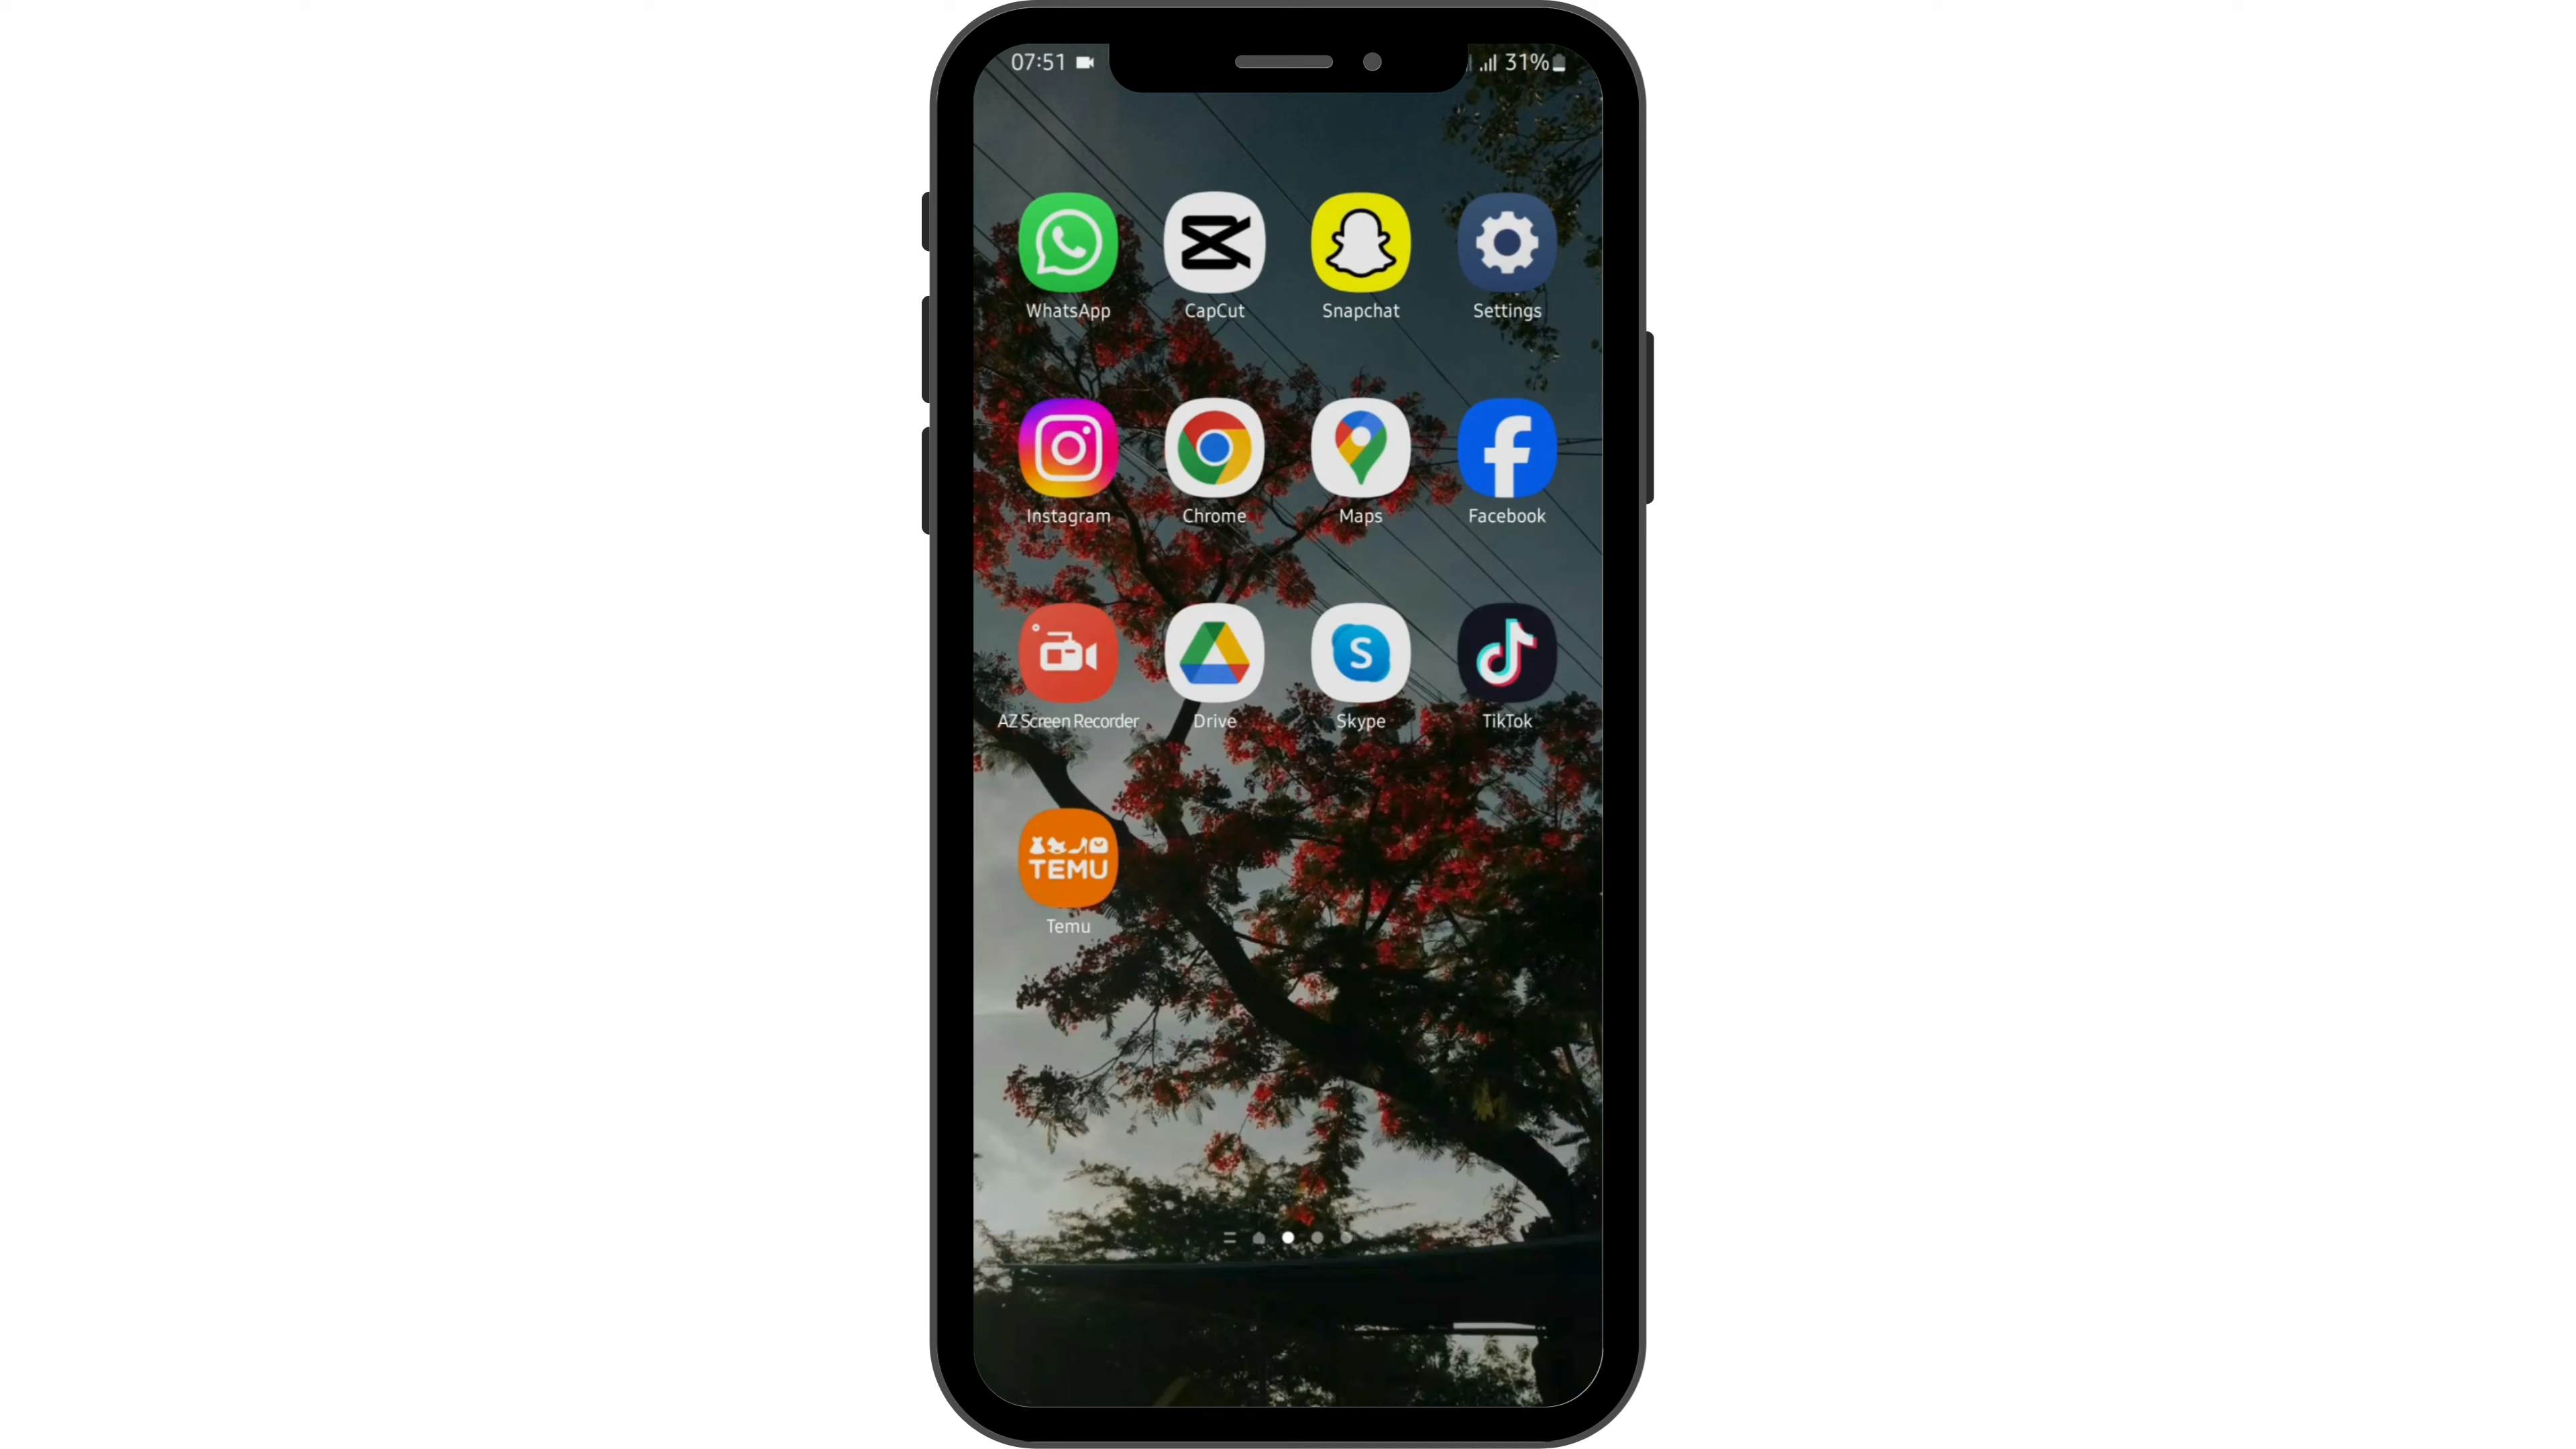 07:51 31%
WhatsApp CapCut Snapchat Settings
Instagram Chrome Maps Facebook
AZ Screen Recorder Drive Skype TikTok
TEMU
Temu